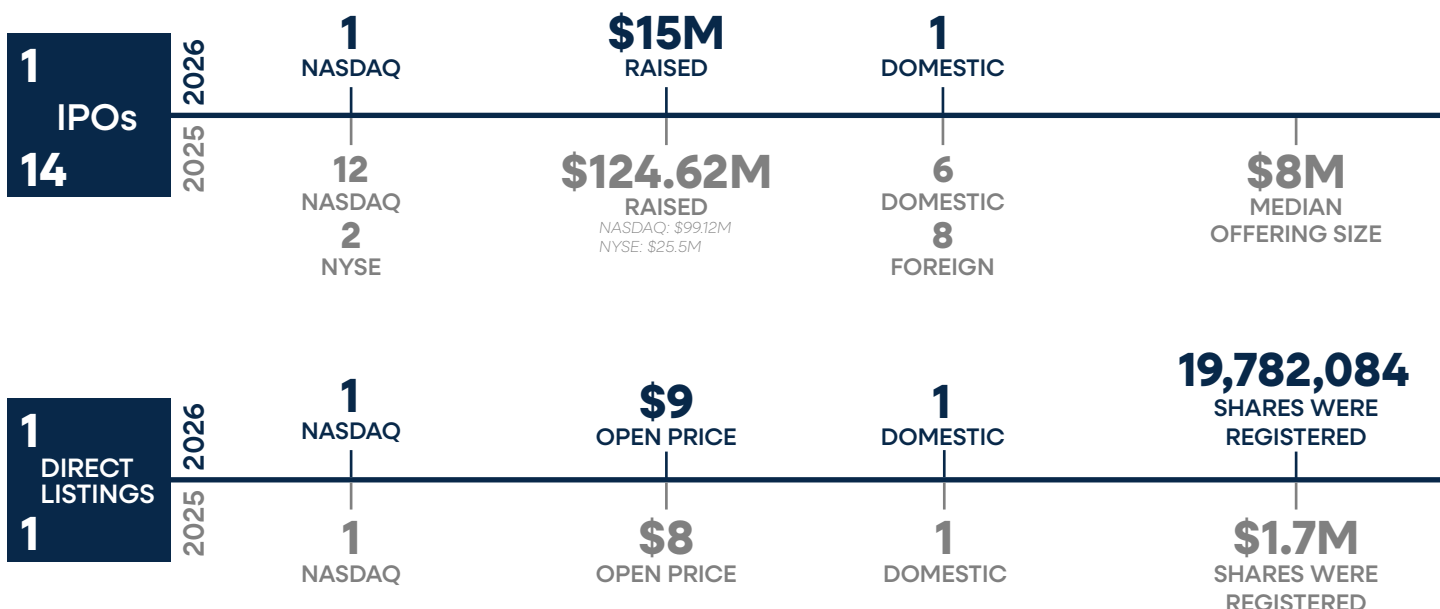 1
IPOs
14
2026
2025
1
NASDAQ
$15M
RAISED
1
DOMESTIC
12
NASDAQ
2
NYSE
$124.62M
RAISED
NASDAQ: $99.12M
NYSE: $25.5M
6
DOMESTIC
8
FOREIGN
$8M
MEDIAN
OFFERING SIZE
1
DIRECT
LISTINGS
1
2026
2025
1
NASDAQ
$9
OPEN PRICE
1
DOMESTIC
19,782,084
SHARES WERE
REGISTERED
1
NASDAQ
$8
OPEN PRICE
1
DOMESTIC
$1.7M
SHARES WERE
REGISTERED